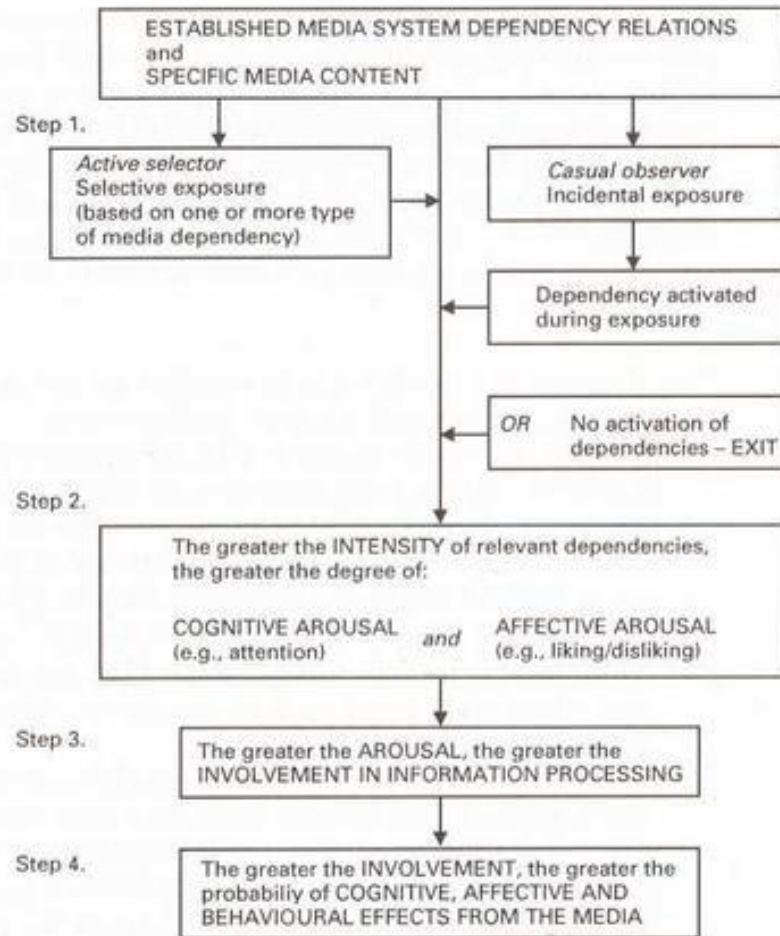 ESTABLISHED MEDIA SYSTEM DEPENDENCY RELATIONS
and
SPECIFIC MEDIA CONTENT
Step 1.
Active selector
Selective exposure
(based on one or more type
of media dependency)
Casual observer
Incidental exposure
Dependency activated
during exposure
OR No activation of
dependencies – EXIT
Step 2.
The greater the INTENSITY of relevant dependencies,
the greater the degree of:
COGNITIVE AROUSAL
(e.g., attention)
and
AFFECTIVE AROUSAL
(e.g., liking/disliking)
Step 3.
The greater the AROUSAL, the greater the
INVOLVEMENT IN INFORMATION PROCESSING
Step 4.
The greater the INVOLVEMENT, the greater the
probabiliy of COGNITIVE, AFFECTIVE AND
BEHAVIOURAL EFFECTS FROM THE MEDIA